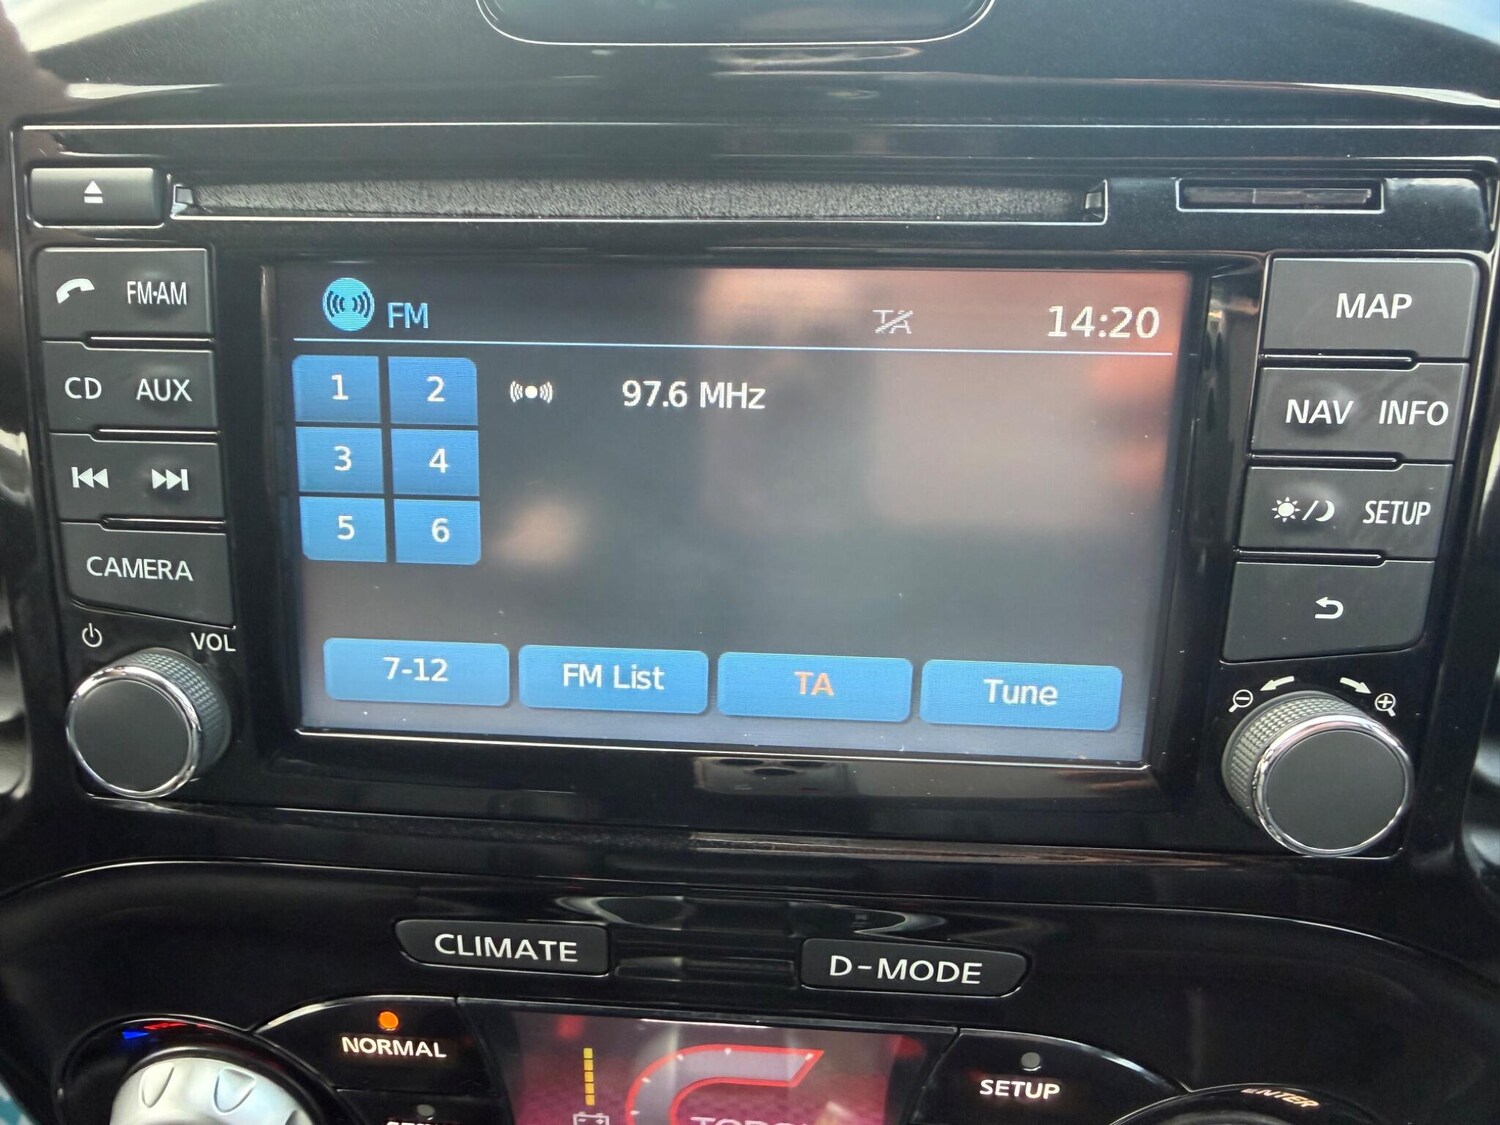 FM·AM
CD AUX
CAMERA
VOL
FM
TA
14:20
1 2
97.6 MHz
3 4
5 6
7-12
FM List
TA
Tune
MAP
NAV INFO
SETUP
CLIMATE
D-MODE
NORMAL
SETUP
ENTER